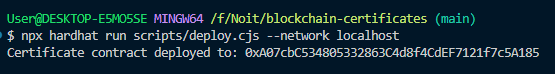 User@DESKTOP-E5MO5SE MINGW64 /f/Noit/blockchain-certificates (main)
$ npx hardhat run scripts/deploy.cjs --network localhost
Certificate contract deployed to: 0xA07cbC534805332863C4d8f4CdEF7121f7c5A185